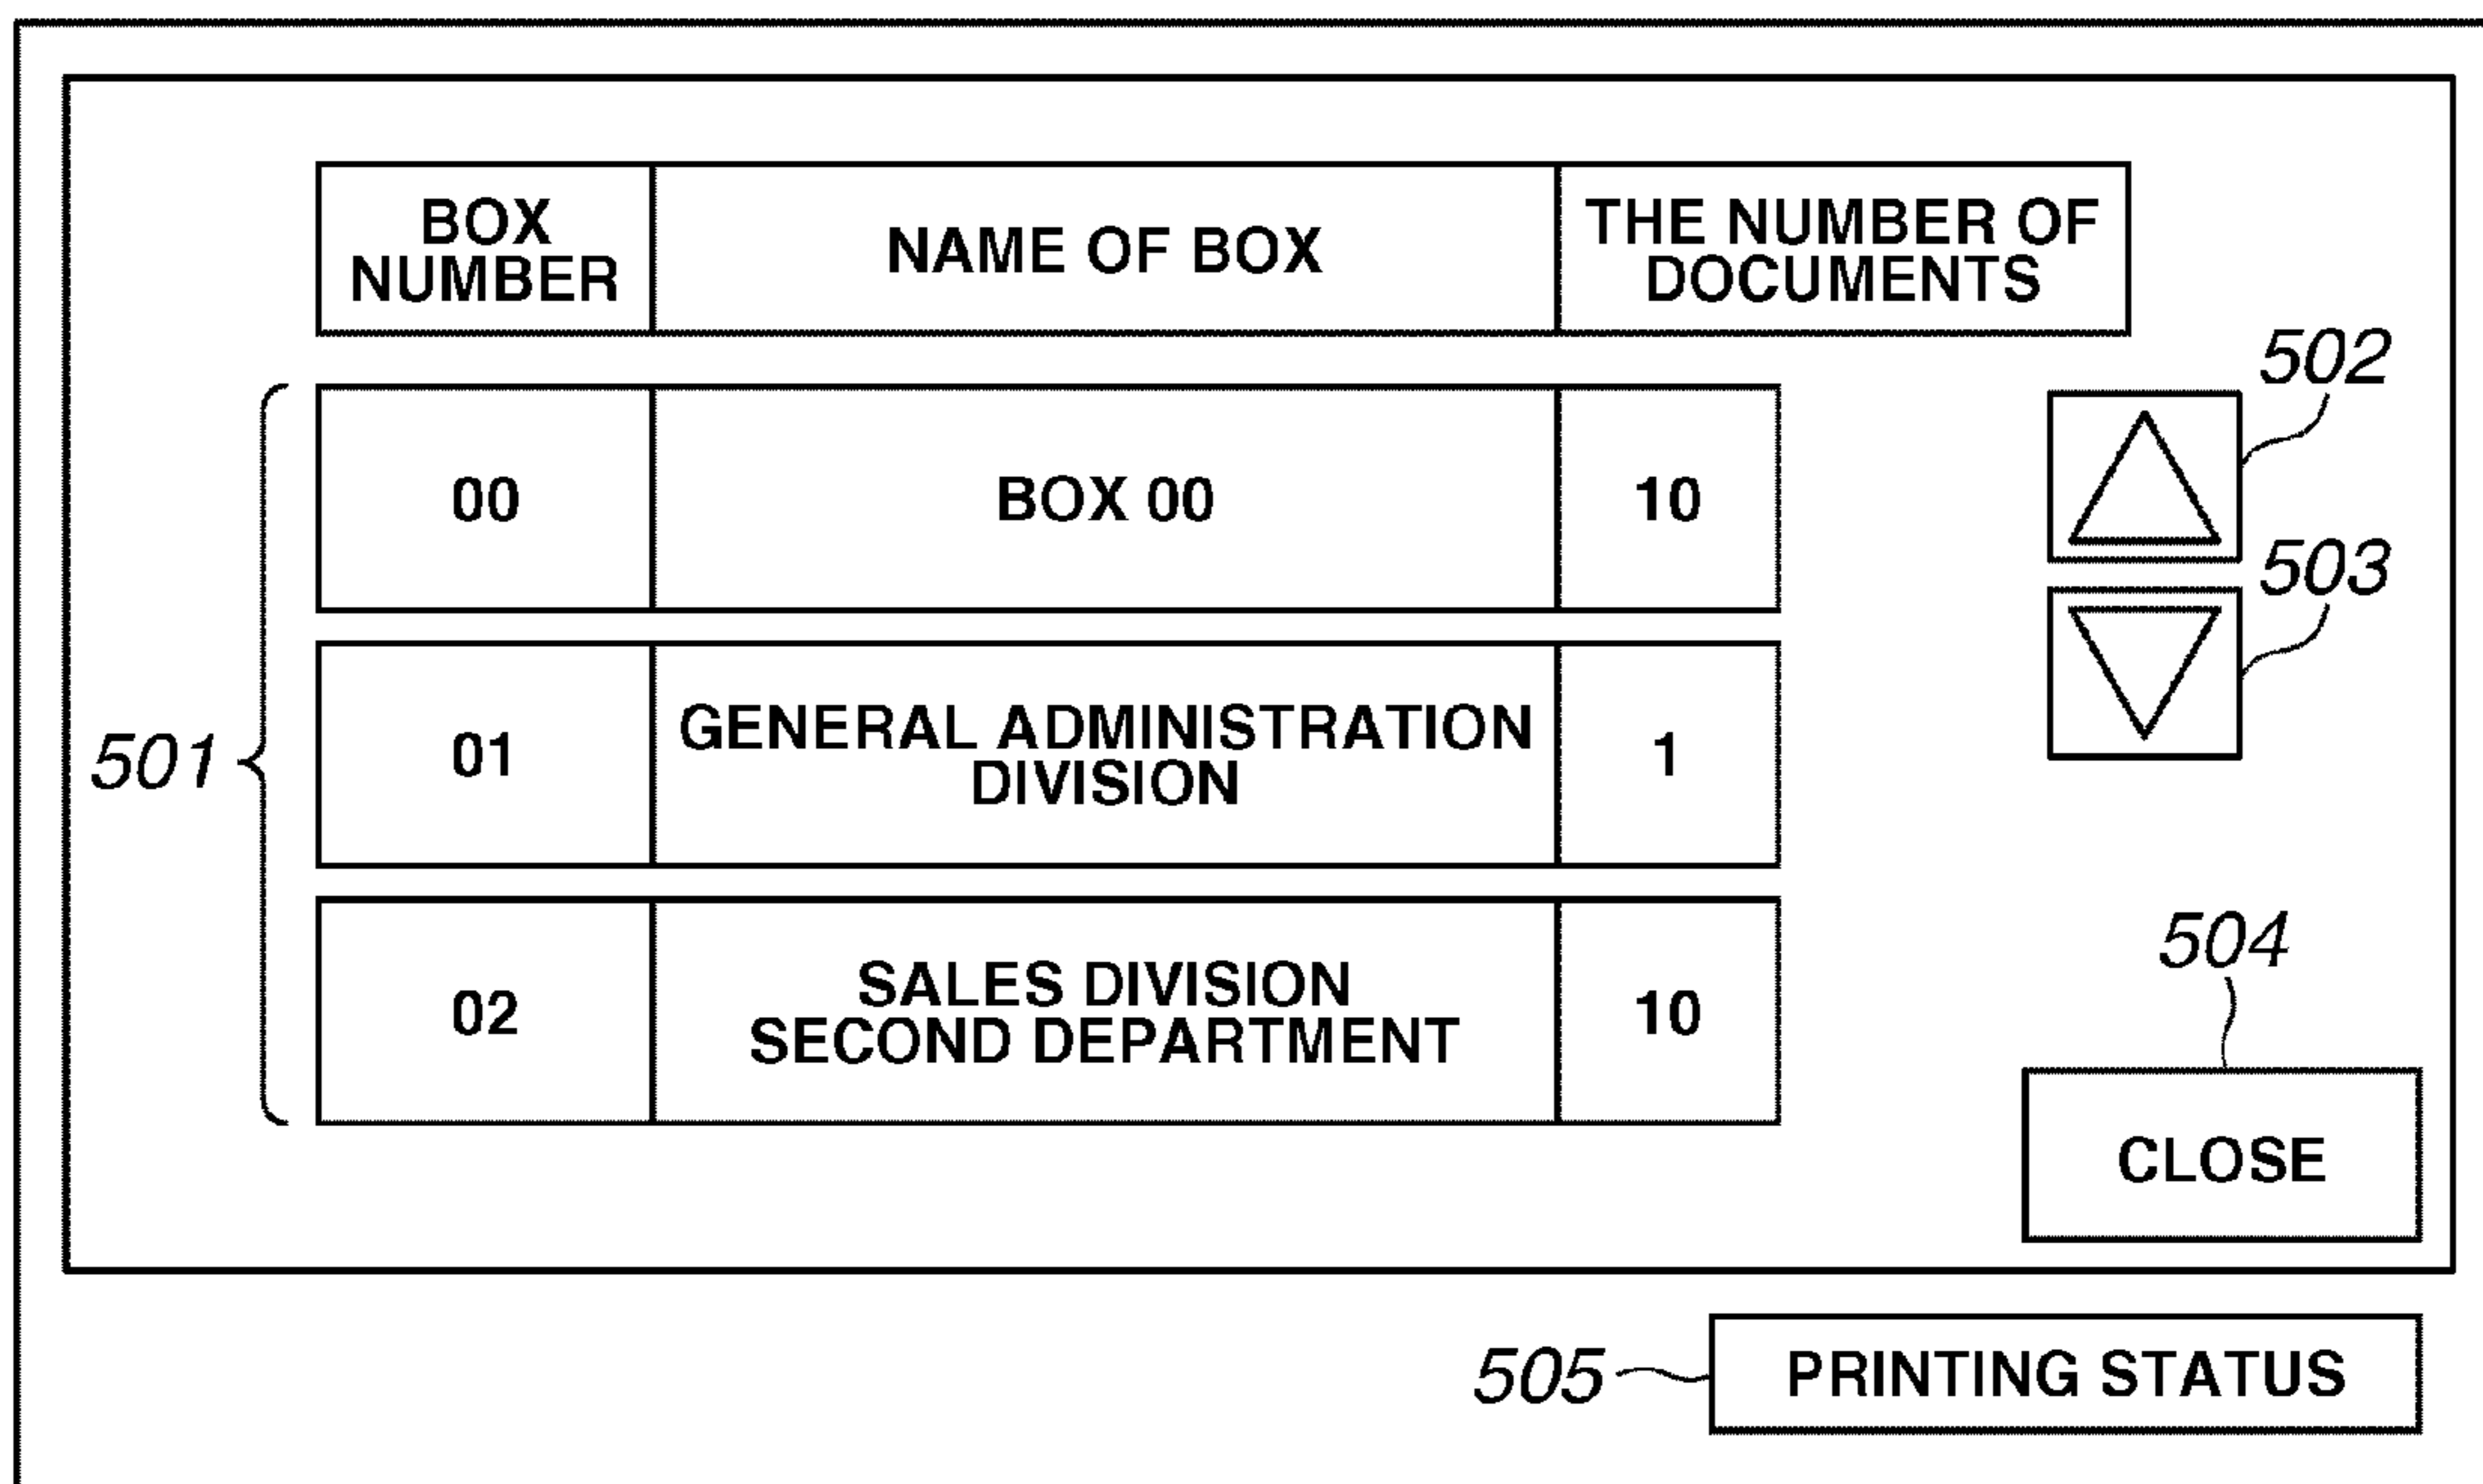 BOX
NUMBER
NAME OF BOX
THE NUMBER OF
DOCUMENTS
502
00
BOX 00
10
503
501
01
GENERAL ADMINISTRATION
DIVISION
1
504
02
SALES DIVISION
SECOND DEPARTMENT
10
CLOSE
505
PRINTING STATUS